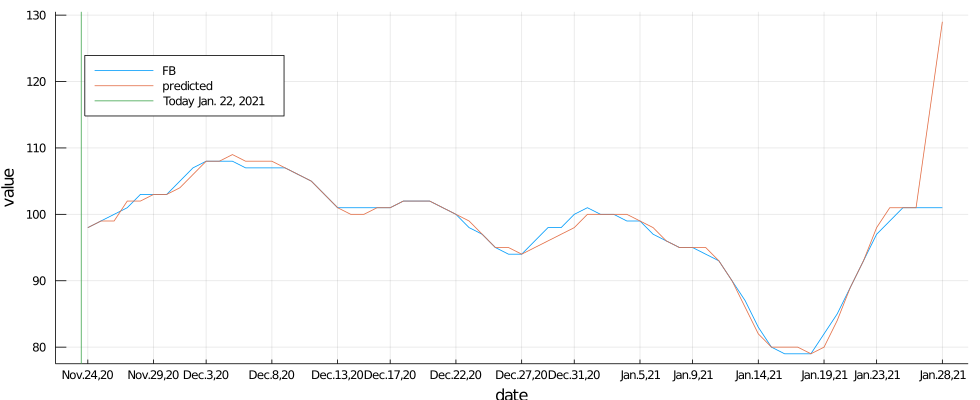 130
120
110
100
90
80
value
FB
predicted
Today Jan. 22, 2021
Nov.24,20 Nov.29,20 Dec.3,20 Dec.8,20 Dec.13,20 Dec.17,20 Dec.22,20 Dec.27,20 Dec.31,20 Jan.5,21 Jan.9,21 Jan.14,21 Jan.19,21 Jan.23,21 Jan.28,21
date